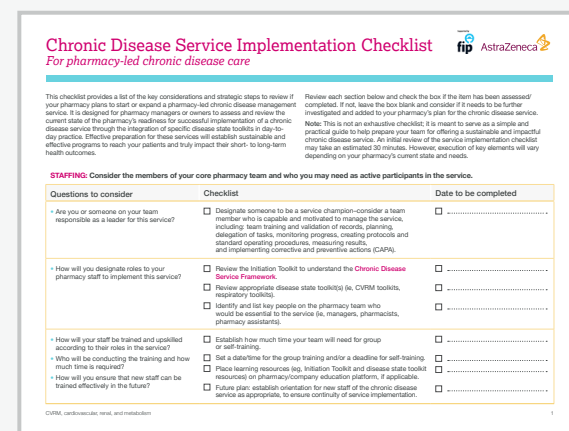 Chronic Disease Service Implementation Checklist
For pharmacy-led chronic disease care
fip
AstraZeneca
This checklist provides a list of the key considerations and strategic steps to review if
your pharmacy plans to start or expand a pharmacy-led chronic disease management
service. It is designed for pharmacy managers or owners to assess and review the
current state of the pharmacy's readiness for successful implementation of a chronic
disease service through the integration of specific disease state toolkits in day-to-
day practice. Effective preparation for these services will establish sustainable and
effective programs to reach your patients and truly impact their short- to long-term
health outcomes.
Review each section below and check the box if the item has been assessed/
completed. If not, leave the box blank and consider if it needs to be further
investigated and added to your pharmacy's plan for the chronic disease service.
Note: This is not an exhaustive checklist; it is meant to serve as a simple and
practical guide to help prepare your team for offering a sustainable and impactful
chronic disease service. An initial review of the service implementation checklist
may take an estimated 30 minutes. However, execution of key elements will vary
depending on your pharmacy's current state and needs.
STAFFING: Consider the members of your core pharmacy team and who you may need as active participants in the service.
Questions to consider
Checklist
Date to be completed
• Are you or someone on your team
responsible as a leader for this service?
Designate someone to be a service champion–consider a team
member who is capable and motivated to manage the service,
including: team training and validation of records, planning,
delegation of tasks, monitoring progress, creating protocols and
standard operating procedures, measuring results,
and implementing corrective and preventive actions (CAPA).
• How will you designate roles to your
pharmacy staff to implement this service?
Review the Initiation Toolkit to understand the Chronic Disease
Service Framework.
Review appropriate disease state toolkit(s) (ie, CVRM toolkits,
respiratory toolkits).
Identify and list key people on the pharmacy team who
would be essential to the service (ie, managers, pharmacists,
pharmacy assistants).
• How will your staff be trained and upskilled
according to their roles in the service?
• Who will be conducting the training and how
much time is required?
• How will you ensure that new staff can be
trained effectively in the future?
Establish how much time your team will need for group
or self-training.
Set a date/time for the group training and/or a deadline for self-training.
Place learning resources (eg, Initiation Toolkit and disease state toolkit
resources) on pharmacy/company education platform, if applicable.
Future plan: establish orientation for new staff of the chronic disease
service as appropriate, to ensure continuity of service implementation.
CVRM, cardiovascular, renal, and metabolism
1